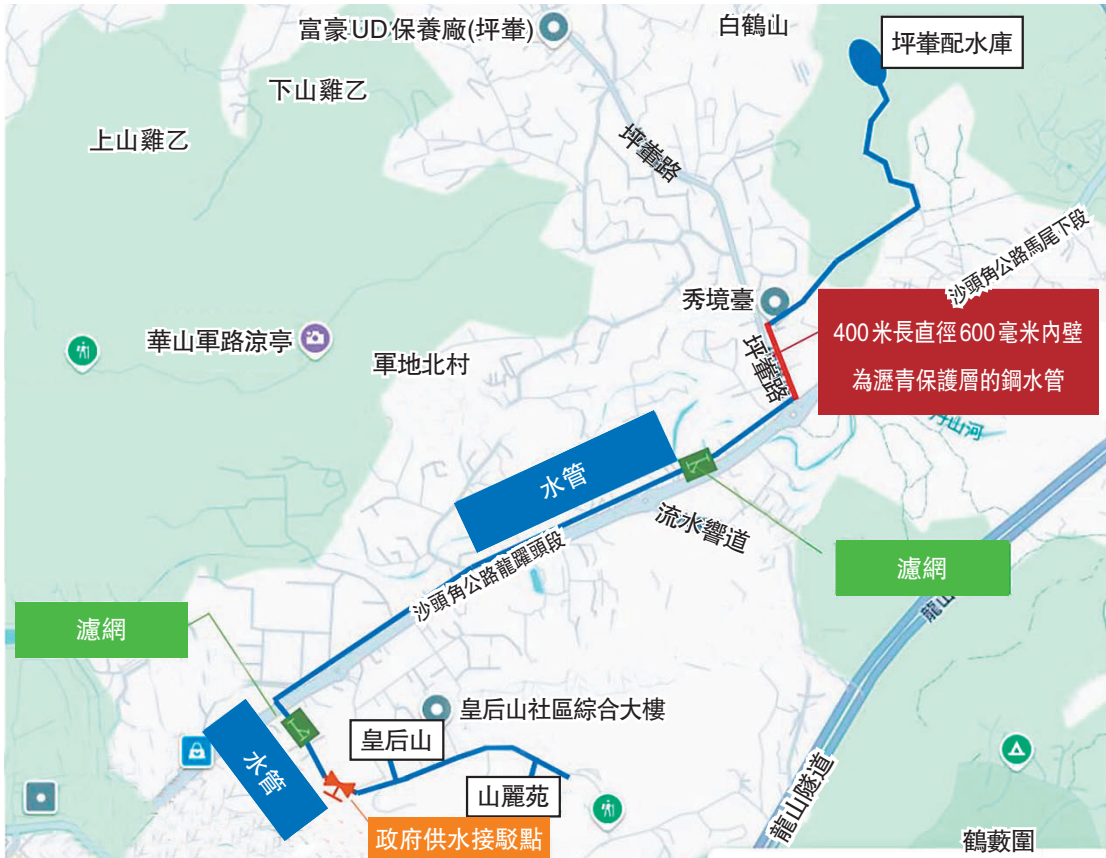 富豪UD保養廠(坪輋)
白鶴山
坪輋配水庫
下山雞乙
上山雞乙
坪輋路
沙頭角公路馬尾下段
秀境臺
400米長直徑600毫米內壁
為瀝青保護層的鋼水管
華山軍路涼亭
軍地北村
坪輋路
丹山河
水管
流水響道
濾網
沙頭角公路龍躍頭段
龍山
濾網
皇后山社區綜合大樓
皇后山
水管
山麗苑
龍山隧道
政府供水接駁點
鶴藪圍